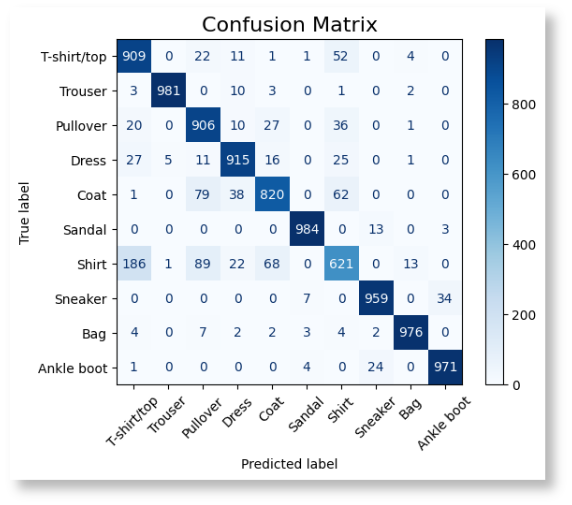 Confusion Matrix
T-shirt/top 909 0 22 11 1 1 52 0 4 0
Trouser 3 981 0 10 3 0 1 0 2 0
Pullover 20 0 906 10 27 0 36 0 1 0
Dress 27 5 11 915 16 0 25 0 1 0
Coat 1 0 79 38 820 0 62 0 0 0
Sandal 0 0 0 0 0 984 0 13 0 3
Shirt 186 1 89 22 68 0 621 0 13 0
Sneaker 0 0 0 0 0 7 0 959 0 34
Bag 4 0 7 2 2 3 4 2 976 0
Ankle boot 1 0 0 0 0 4 0 24 0 971
True label
T-shirt/top Trouser Pullover Dress Coat Sandal Shirt Sneaker Bag Ankle boot
Predicted label
800
600
400
200
0